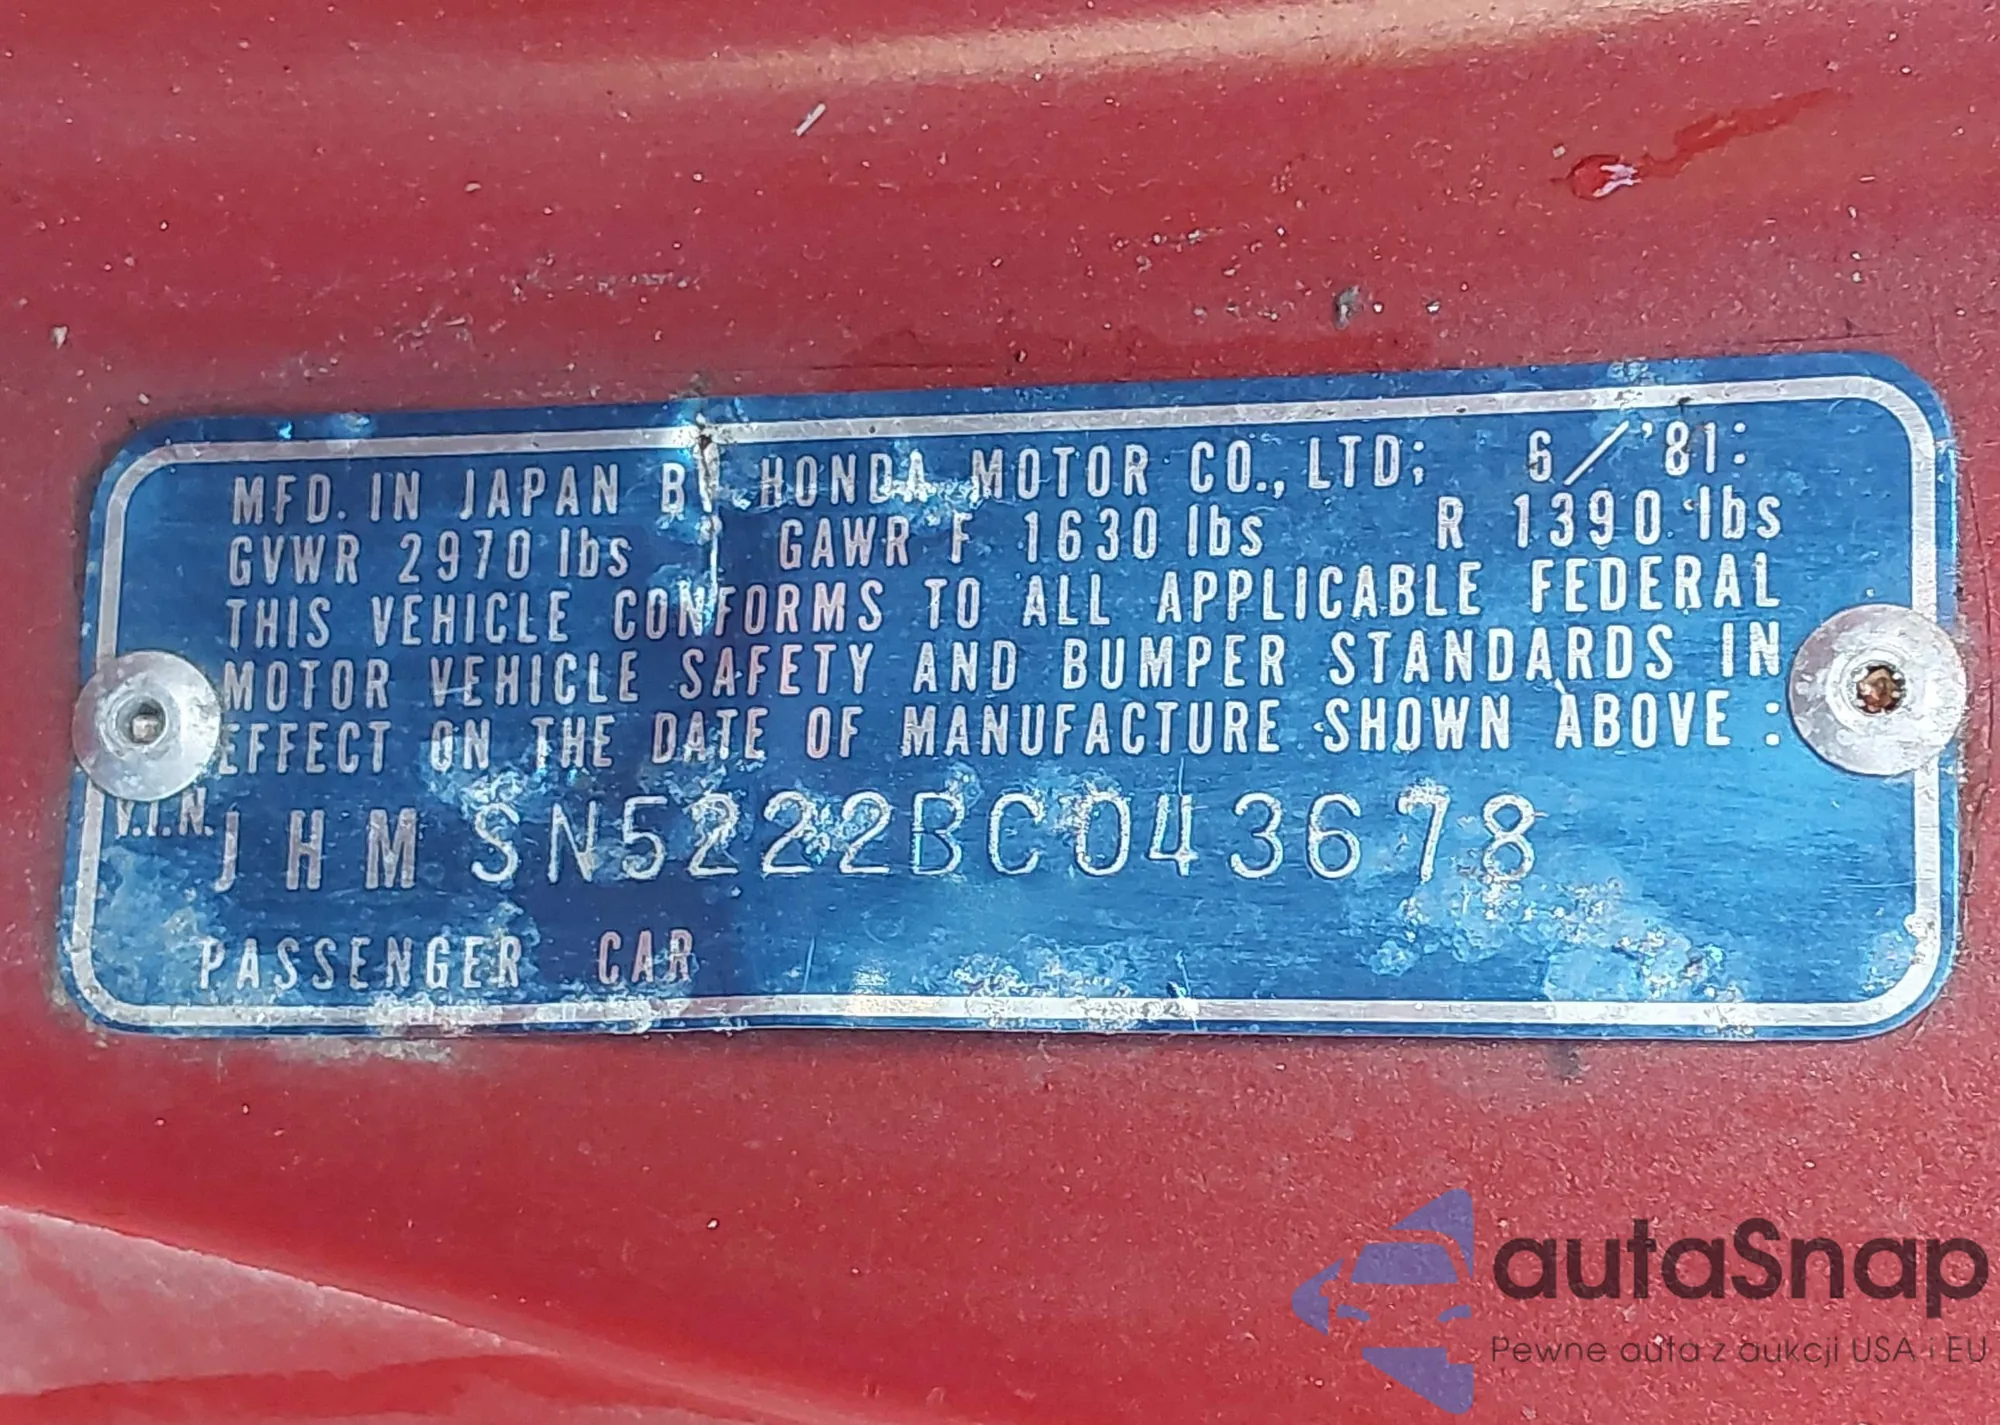 MFD. IN JAPAN BY HONDA MOTOR CO., LTD; 6/'81:
GVWR 2970 lbs GAWR F 1630 lbs R 1390 lbs
THIS VEHICLE CONFORMS TO ALL APPLICABLE FEDERAL
MOTOR VEHICLE SAFETY AND BUMPER STANDARDS IN
EFFECT ON THE DATE OF MANUFACTURE SHOWN ABOVE:
V.I.N. JHMSN5222BC043678
PASSENGER CAR
autaSnap
Pewne auta z aukcji USA i EU